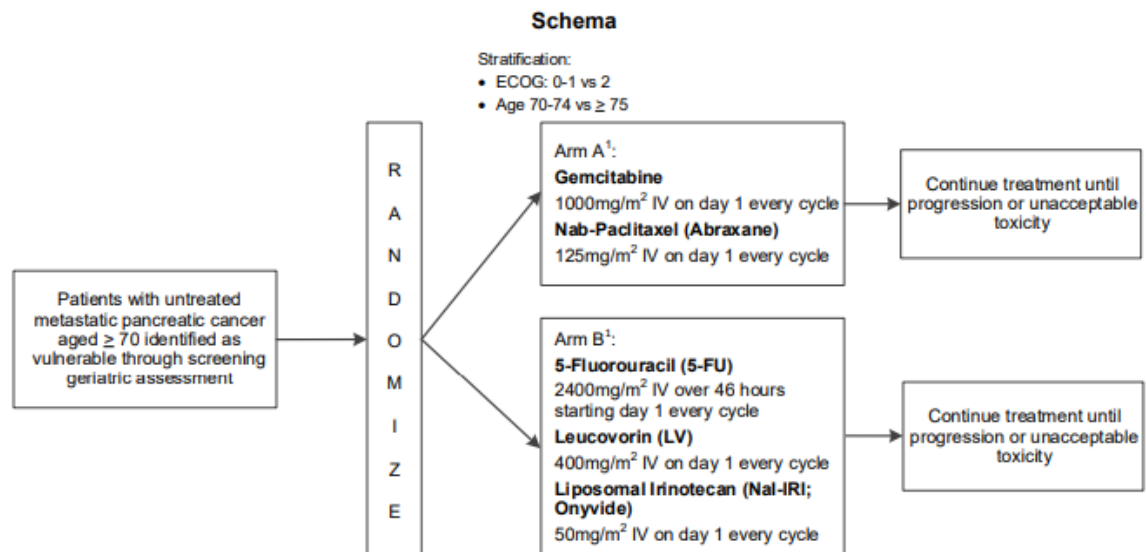 Schema
Stratification:
• ECOG: 0-1 vs 2
• Age 70-74 vs ≥ 75
Patients with untreated
metastatic pancreatic cancer
aged ≥ 70 identified as
vulnerable through screening
geriatric assessment
R
A
N
D
O
M
I
Z
E
Arm A¹:
Gemcitabine
1000mg/m² IV on day 1 every cycle
Nab-Paclitaxel (Abraxane)
125mg/m² IV on day 1 every cycle
Continue treatment until
progression or unacceptable
toxicity
Arm B¹:
5-Fluorouracil (5-FU)
2400mg/m² IV over 46 hours
starting day 1 every cycle
Leucovorin (LV)
400mg/m² IV on day 1 every cycle
Liposomal Irinotecan (Nal-IRI;
Onyvide)
50mg/m² IV on day 1 every cycle
Continue treatment until
progression or unacceptable
toxicity